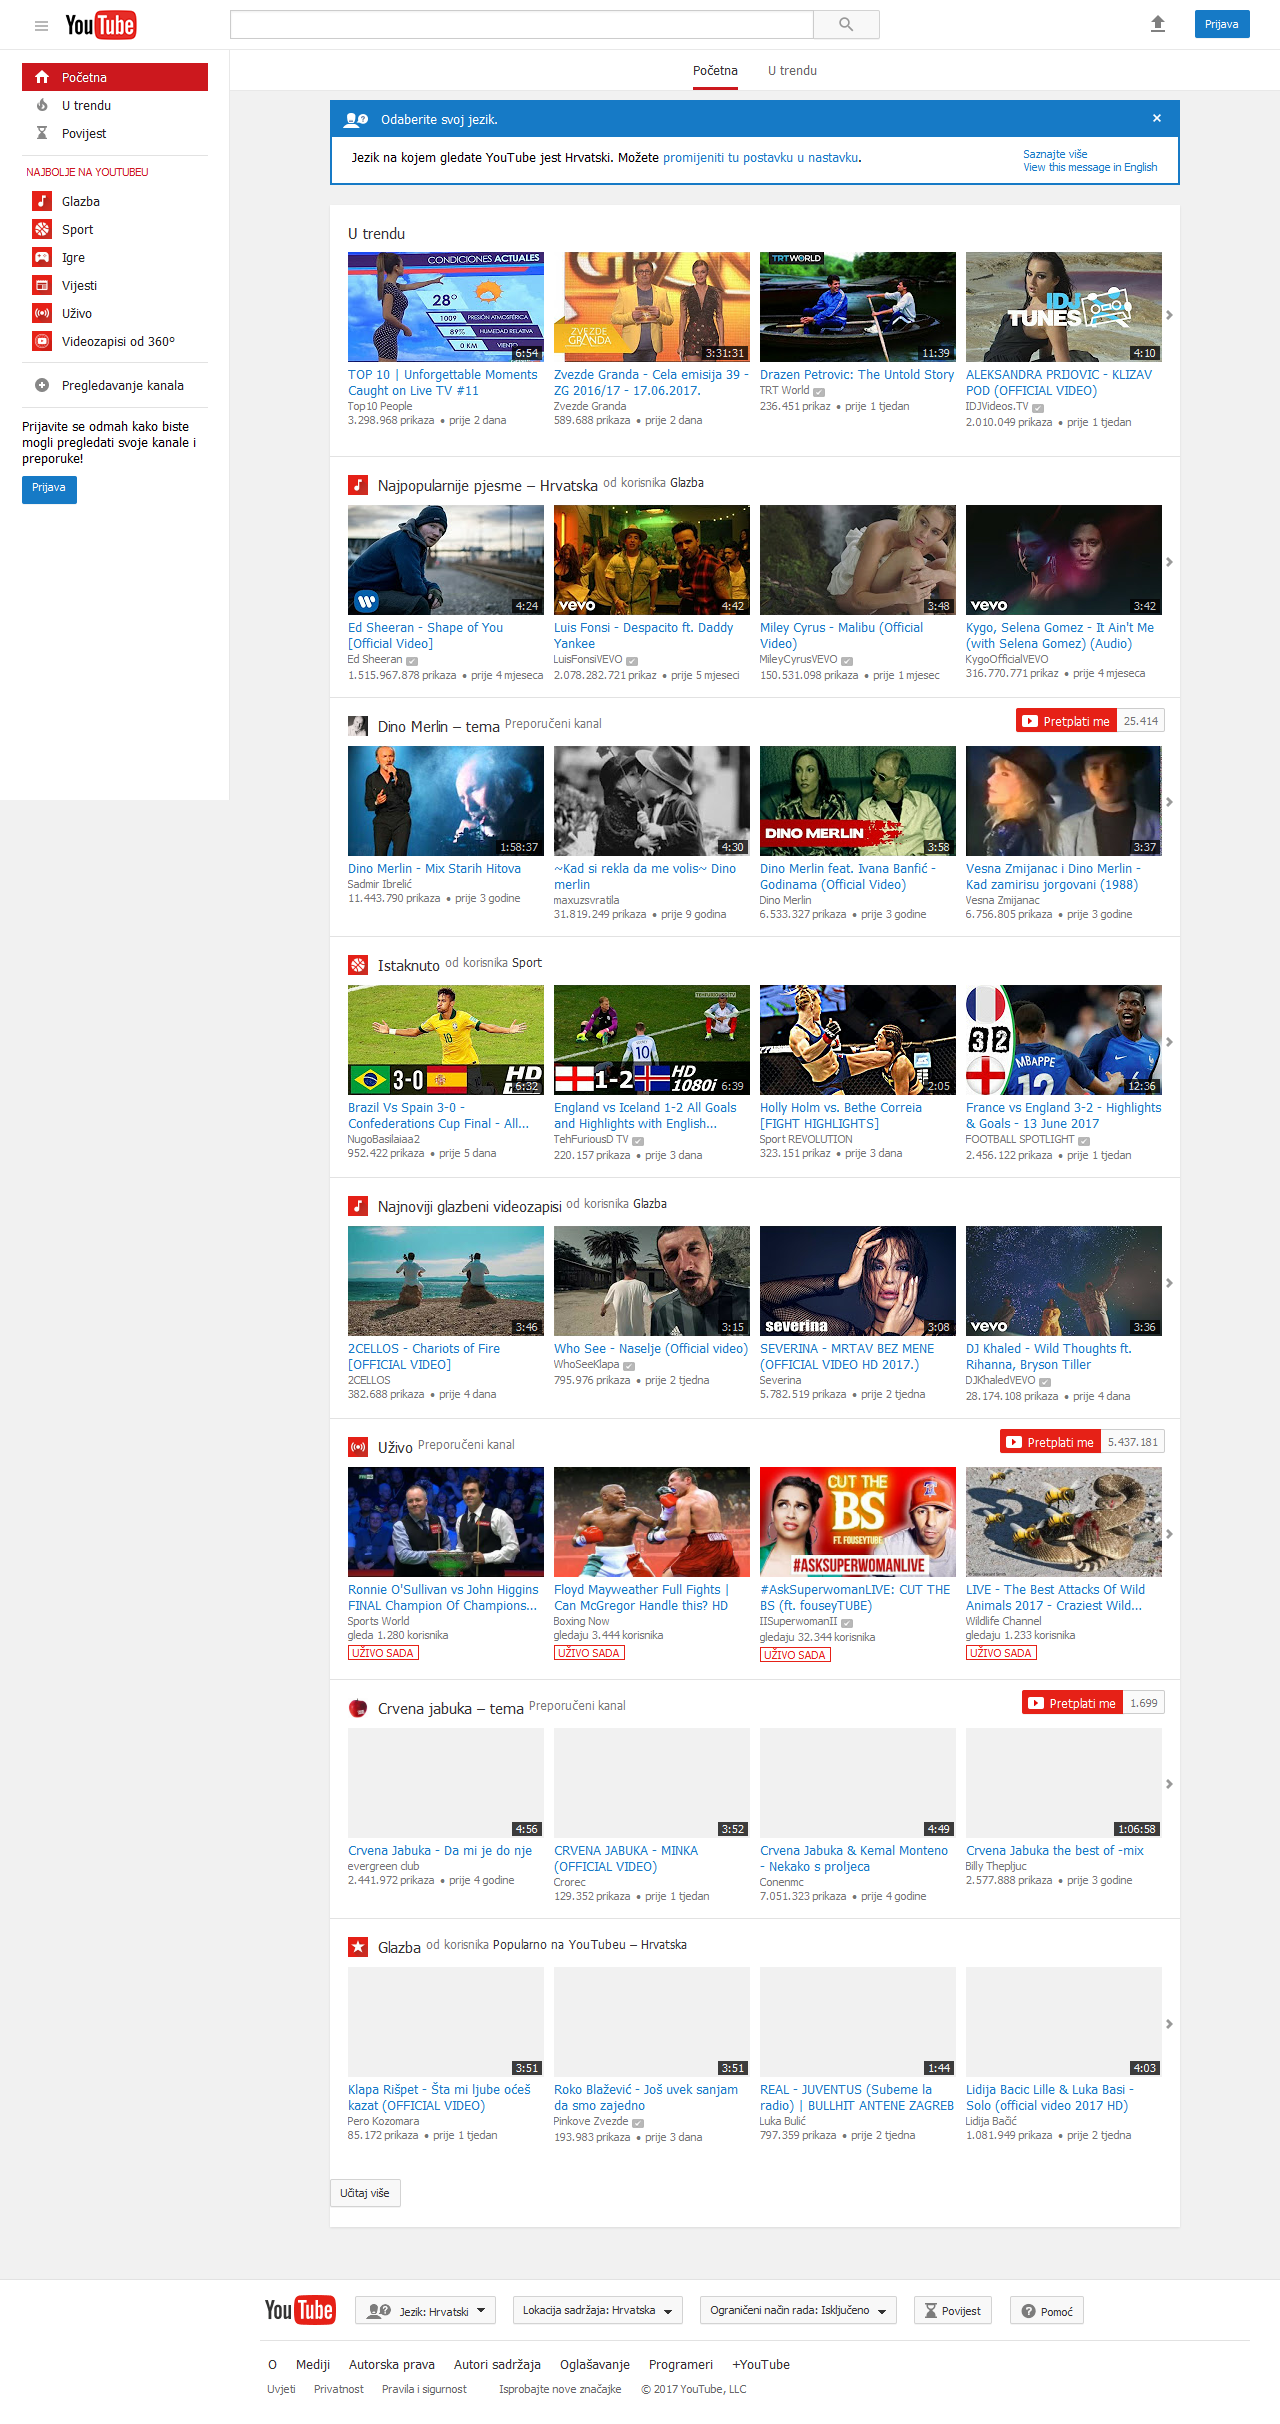 YouTube
Prijava
Početna
U trendu
Povijest
NAJBOLJE NA YOUTUBEU
Glazba
Sport
Igre
Vijesti
Uživo
Videozapisi od 360°
Pregledavanje kanala
Prijavite se odmah kako biste
mogli pregledati svoje kanale i
preporuke!
Prijava
Početna U trendu
Odaberite svoj jezik.
Jezik na kojem gledate YouTube jest Hrvatski. Možete promijeniti tu postavku u nastavku.
Saznajte više
View this message in English
U trendu
CONDICIONES ACTUALES
28°
1009 PRESIÓN ATMOSFÉRICA
89% HUMEDAD RELATIVA
0 KM VIENTO
6:54
ZVEZDE
GRANDA
3:31:31
TRT WORLD
11:39
IDJ
TUNES
4:10
TOP 10 | Unforgettable Moments
Caught on Live TV #11
Top10 People
3.298.968 prikaza • prije 2 dana
Zvezde Granda - Cela emisija 39 -
ZG 2016/17 - 17.06.2017.
Zvezde Granda
589.688 prikaza • prije 2 dana
Drazen Petrovic: The Untold Story
TRT World
236.451 prikaz • prije 1 tjedan
ALEKSANDRA PRIJOVIC - KLIZAV
POD (OFFICIAL VIDEO)
IDJVideos.TV
2.010.049 prikaza • prije 1 tjedan
Najpopularnije pjesme – Hrvatska od korisnika Glazba
4:24
vevo 4:42
3:48
vevo 3:42
Ed Sheeran - Shape of You
[Official Video]
Ed Sheeran
1.515.967.878 prikaza • prije 4 mjeseca
Luis Fonsi - Despacito ft. Daddy
Yankee
LuisFonsiVEVO
2.078.282.721 prikaz • prije 5 mjeseci
Miley Cyrus - Malibu (Official
Video)
MileyCyrusVEVO
150.531.098 prikaza • prije 1 mjesec
Kygo, Selena Gomez - It Ain't Me
(with Selena Gomez) (Audio)
KygoOfficialVEVO
316.770.771 prikaz • prije 4 mjeseca
Dino Merlin – tema Preporučeni kanal
Pretplati me 25.414
1:58:37
4:30
DINO MERLIN
3:58
3:37
Dino Merlin - Mix Starih Hitova
Sadmir Ibrelić
11.443.790 prikaza • prije 3 godine
~Kad si rekla da me volis~ Dino
merlin
maxuzsvratila
31.819.249 prikaza • prije 9 godina
Dino Merlin feat. Ivana Banfić -
Godinama (Official Video)
Dino Merlin
6.533.327 prikaza • prije 3 godine
Vesna Zmijanac i Dino Merlin -
Kad zamirisu jorgovani (1988)
Vesna Zmijanac
6.756.805 prikaza • prije 3 godine
Istaknuto od korisnika Sport
10
3-0
HD
6:32
TEHFURIOUSD TV
10
1-2
HD
1080i
6:39
2:05
3 2
MBAPPE
12
12:36
Brazil Vs Spain 3-0 -
Confederations Cup Final - All...
NugoBasilaiaa2
952.422 prikaza • prije 5 dana
England vs Iceland 1-2 All Goals
and Highlights with English...
TehFuriousD TV
220.157 prikaza • prije 3 dana
Holly Holm vs. Bethe Correia
[FIGHT HIGHLIGHTS]
Sport REVOLUTION
323.151 prikaz • prije 3 dana
France vs England 3-2 - Highlights
& Goals - 13 June 2017
FOOTBALL SPOTLIGHT
2.456.122 prikaza • prije 1 tjedan
Najnoviji glazbeni videozapisi od korisnika Glazba
3:46
3:15
severina 3:08
vevo 3:36
2CELLOS - Chariots of Fire
[OFFICIAL VIDEO]
2CELLOS
382.688 prikaza • prije 4 dana
Who See - Naselje (Official video)
WhoSeeKlapa
795.976 prikaza • prije 2 tjedna
SEVERINA - MRTAV BEZ MENE
(OFFICIAL VIDEO HD 2017.)
Severina
5.782.519 prikaza • prije 2 tjedna
DJ Khaled - Wild Thoughts ft.
Rihanna, Bryson Tiller
DJKhaledVEVO
28.174.108 prikaza • prije 4 dana
Uživo Preporučeni kanal
Pretplati me 5.437.181
CUT THE
BS
FT. FOUSEYTUBE
#ASKSUPERWOMANLIVE
Ronnie O'Sullivan vs John Higgins
FINAL Champion Of Champions...
Sports World
gleda 1.280 korisnika
UŽIVO SADA
Floyd Mayweather Full Fights |
Can McGregor Handle this? HD
Boxing Now
gledaju 3.444 korisnika
UŽIVO SADA
#AskSuperwomanLIVE: CUT THE
BS (ft. fouseyTUBE)
IISuperwomanII
gledaju 32.344 korisnika
UŽIVO SADA
LIVE - The Best Attacks Of Wild
Animals 2017 - Craziest Wild...
Wildlife Channel
gledaju 1.233 korisnika
UŽIVO SADA
Crvena jabuka – tema Preporučeni kanal
Pretplati me 1.699
4:56
3:52
4:49
1:06:58
Crvena Jabuka - Da mi je do nje
evergreen club
2.441.972 prikaza • prije 4 godine
CRVENA JABUKA - MINKA
(OFFICIAL VIDEO)
Crorec
129.352 prikaza • prije 1 tjedan
Crvena Jabuka & Kemal Monteno
- Nekako s proljeca
Conenmc
7.051.323 prikaza • prije 4 godine
Crvena Jabuka the best of -mix
Billy Thepljuc
2.577.888 prikaza • prije 3 godine
Glazba od korisnika Popularno na YouTubeu – Hrvatska
3:51
3:51
1:44
4:03
Klapa Rišpet - Šta mi ljube oćeš
kazat (OFFICIAL VIDEO)
Pero Kozomara
85.172 prikaza • prije 1 tjedan
Roko Blažević - Još uvek sanjam
da smo zajedno
Pinkove Zvezde
193.983 prikaza • prije 3 dana
REAL - JUVENTUS (Subeme la
radio) | BULLHIT ANTENE ZAGREB
Luka Bulić
797.359 prikaza • prije 2 tjedna
Lidija Bacic Lille & Luka Basi -
Solo (official video 2017 HD)
Lidija Bačić
1.081.949 prikaza • prije 2 tjedna
Učitaj više
YouTube
Jezik: Hrvatski
Lokacija sadržaja: Hrvatska
Ograničeni način rada: Isključeno
Povijest
Pomoć
O Mediji Autorska prava Autori sadržaja Oglašavanje Programeri +YouTube
Uvjeti Privatnost Pravila i sigurnost Isprobajte nove značajke © 2017 YouTube, LLC